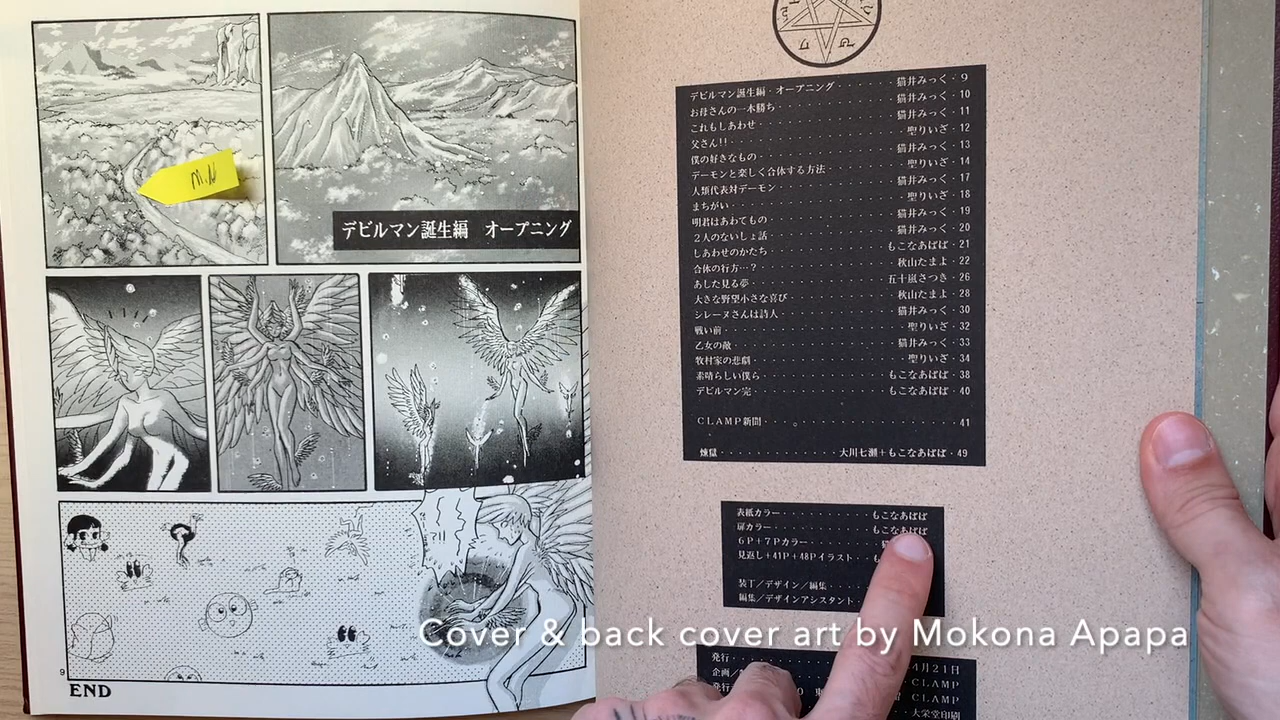 デビルマン誕生編 オープニング
9
END
デビルマン誕生編・オープニング・・・・・・猫井みっく・9
お母さんの一本勝ち・・・・・・猫井みっく・10
これもしあわせ・・・・・・猫井みっく・11
父さん!!・・・・・・聖りいざ・12
僕の好きなもの・・・・・・猫井みっく・13
デーモンと楽しく合体する方法・・・・・・聖りいざ・14
人類代表対デーモン・・・・・・猫井みっく・17
まちがい・・・・・・聖りいざ・18
明君はあわてもの・・・・・・猫井みっく・19
2人のないしょ話・・・・・・猫井みっく・20
しあわせのかたち・・・・・・もこなあぱぱ・21
合体の行方…?・・・・・・秋山たまよ・22
あした見る夢・・・・・・五十嵐さつき・26
大きな野望小さな喜び・・・・・・秋山たまよ・28
シレーヌさんは詩人・・・・・・猫井みっく・30
戦い前・・・・・・聖りいざ・32
乙女の敵・・・・・・猫井みっく・33
牧村家の悲劇・・・・・・聖りいざ・34
素晴らしい僕ら・・・・・・もこなあぱぱ・38
デビルマン完・・・・・・もこなあぱぱ・40
CLAMP新聞・・・・・・41
煉獄・・・・・・大川七瀬+もこなあぱぱ・49
表紙カラー・・・・・・もこなあぱぱ
扉カラー・・・・・・もこなあぱぱ
6P+7Pカラー・・・・・・猫
見返し+41P+48Pイラスト・・も
装丁/デザイン/編集・・・・
編集/デザインアシスタント・・
Cover & back cover art by Mokona Apapa
発行・・・・・・4月21日
企画/・・・・・・CLAMP
発行・・・・・・CLAMP
大栄堂印刷